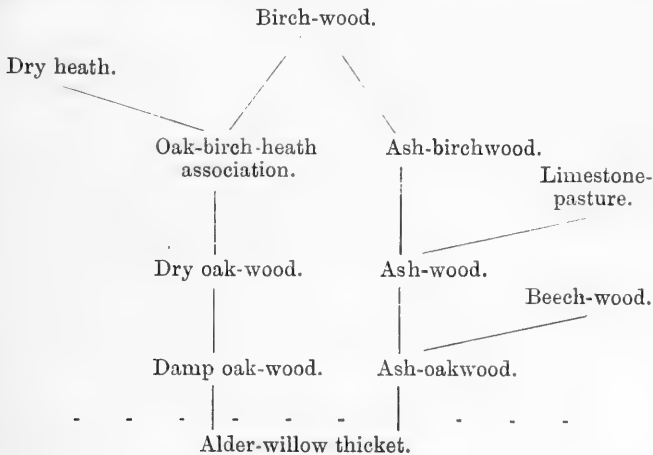 Birch-wood.
Dry heath.
Oak-birch-heath
association.
Ash-birchwood.
Limestone-
pasture.
Dry oak-wood.
Ash-wood.
Beech-wood.
Damp oak-wood.
Ash-oakwood.
Alder-willow thicket.